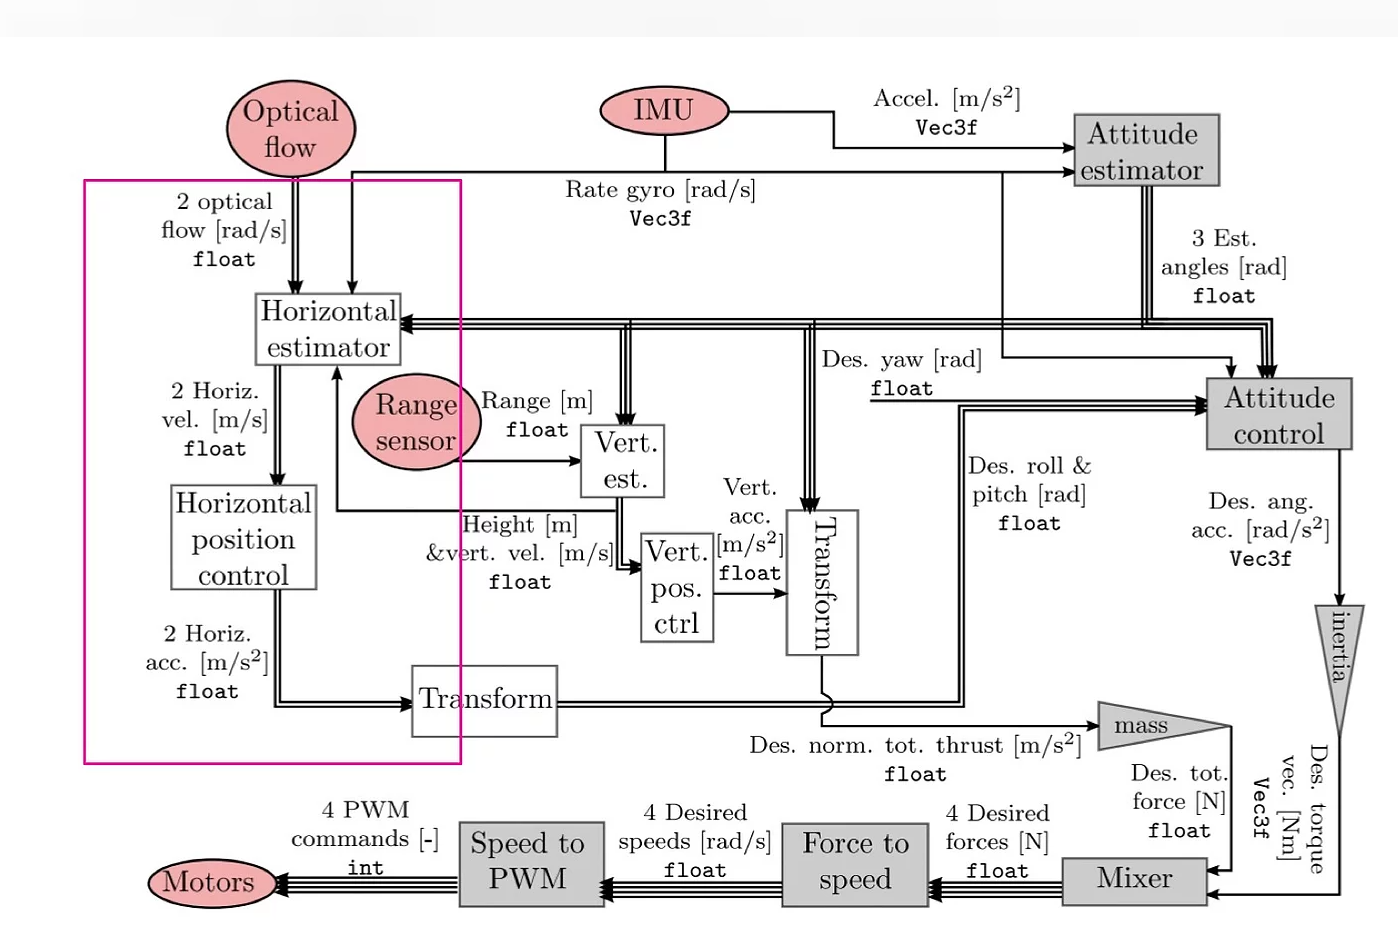 Optical
flow
IMU
Accel. [m/s²]
Vec3f
Attitude
estimator
Rate gyro [rad/s]
Vec3f
2 optical
flow [rad/s]
float
3 Est.
angles [rad]
float
Horizontal
estimator
Des. yaw [rad]
float
2 Horiz.
vel. [m/s]
float
Range
sensor
Range [m]
float
Vert.
est.
Attitude
control
Horizontal
position
control
Height [m]
&vert. vel. [m/s]
float
Vert.
pos.
ctrl
Vert.
acc.
[m/s²]
float
Transform
Des. roll &
pitch [rad]
float
Des. ang.
acc. [rad/s²]
Vec3f
inertia
2 Horiz.
acc. [m/s²]
float
Transform
Des. norm. tot. thrust [m/s²]
float
mass
Des. tot.
force [N]
float
Des. torque
vec. [Nm]
Vec3f
Motors
4 PWM
commands [-]
int
Speed to
PWM
4 Desired
speeds [rad/s]
float
Force to
speed
4 Desired
forces [N]
float
Mixer